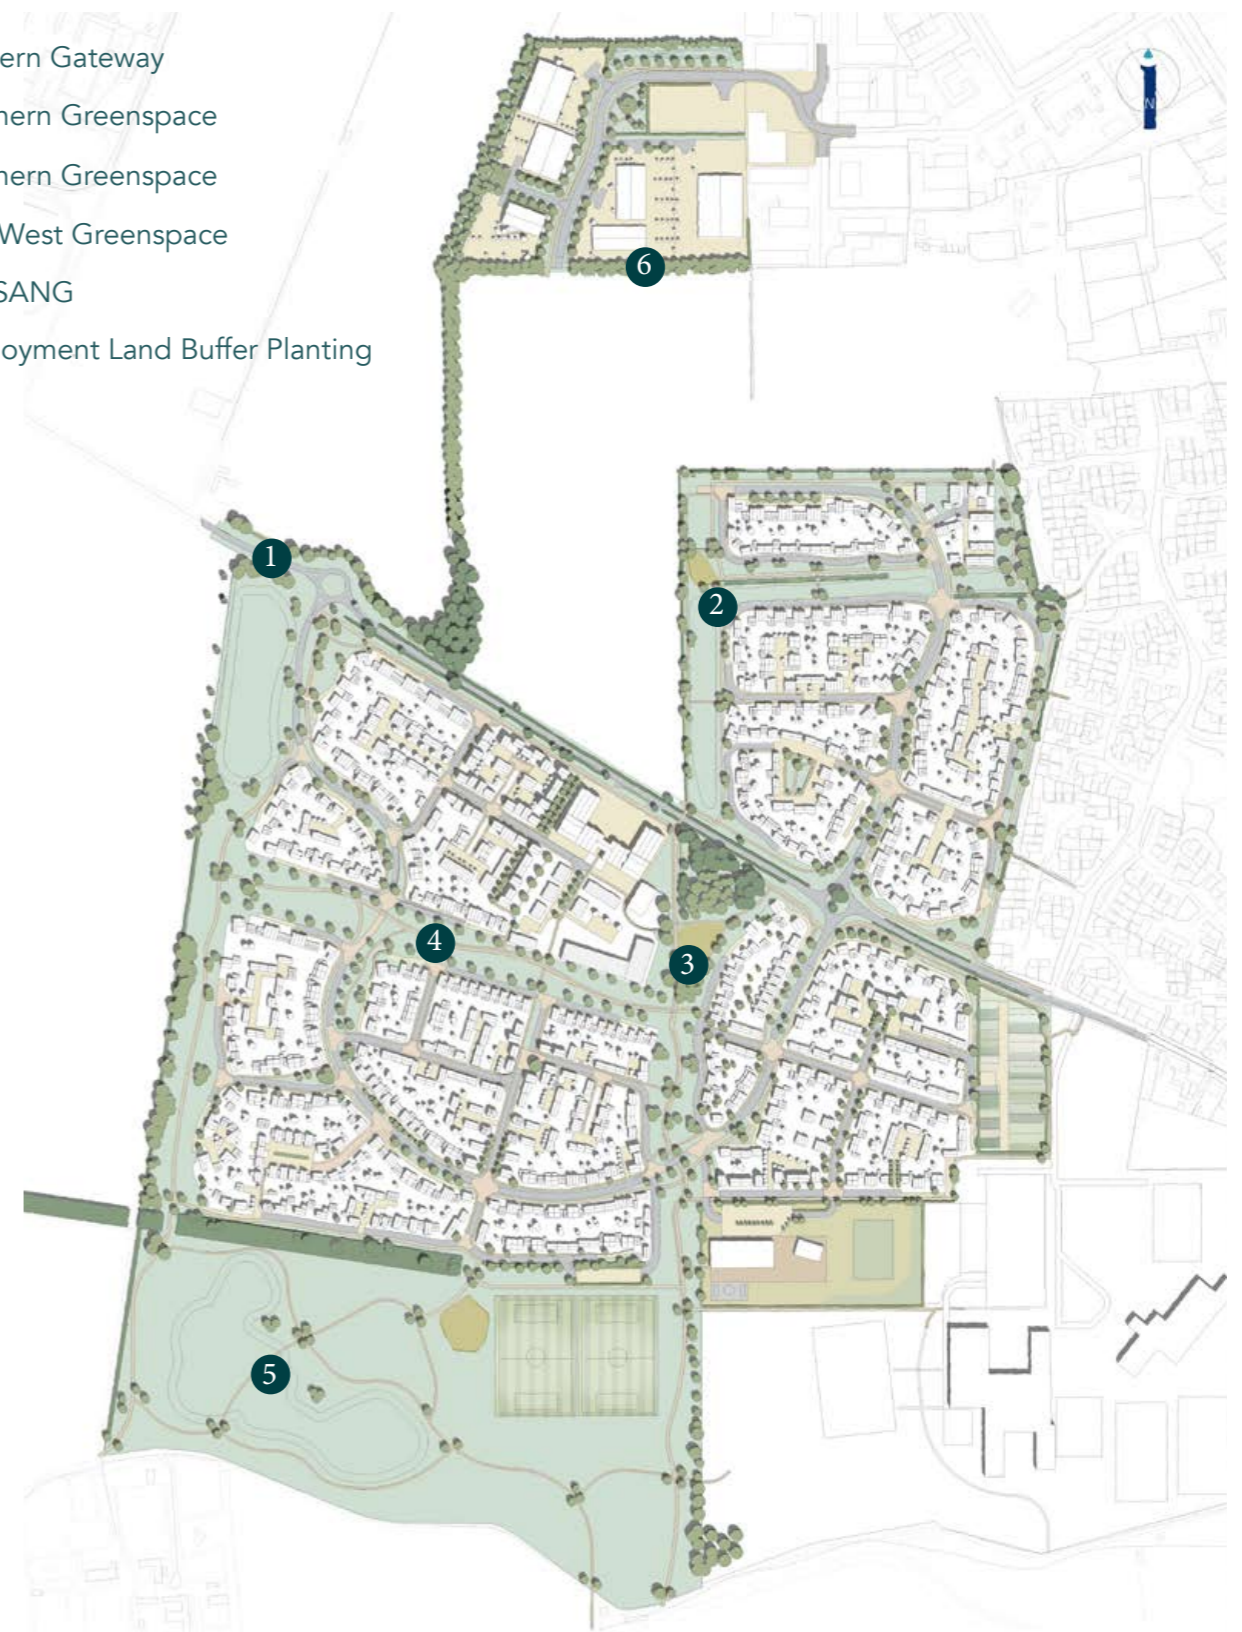 ern Gateway
hern Greenspace
hern Greenspace
West Greenspace
SANG
oyment Land Buffer Planting
N
6
1
2
4
3
5